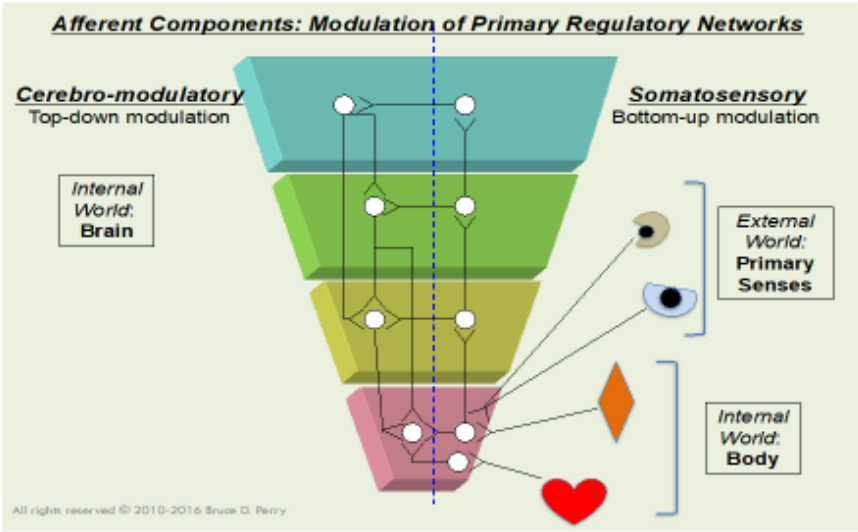 Afferent Components: Modulation of Primary Regulatory Networks
Cerebro-modulatory
Top-down modulation
Somatosensory
Bottom-up modulation
Internal
World:
Brain
External
World:
Primary
Senses
Internal
World:
Body
All rights reserved © 2010-2016 Bruce D. Perry